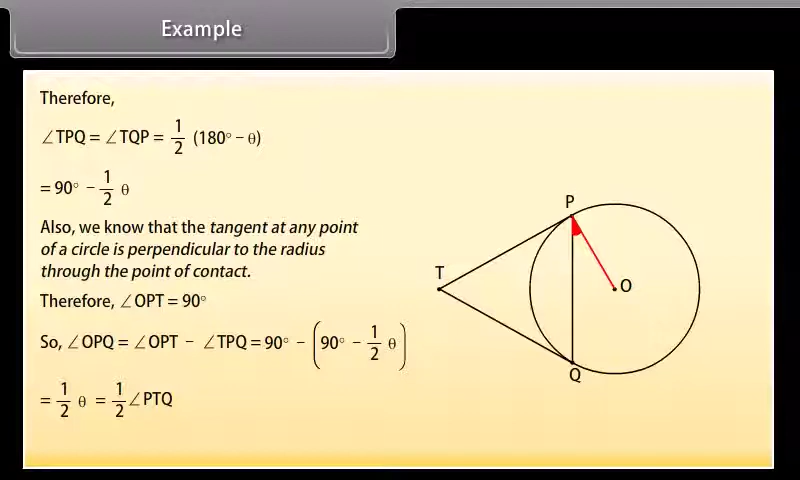 Example
Therefore,
∠TPQ = ∠TQP = 1/2 (180° − θ)
= 90° − 1/2 θ
Also, we know that the tangent at any point
of a circle is perpendicular to the radius
through the point of contact.
Therefore, ∠OPT = 90°
So, ∠OPQ = ∠OPT − ∠TPQ = 90° − (90° − 1/2 θ)
= 1/2 θ = 1/2 ∠PTQ
P
T
O
Q